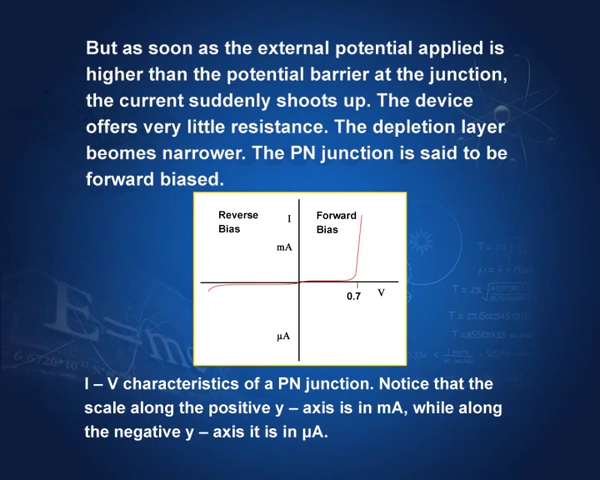 But as soon as the external potential applied is
higher than the potential barrier at the junction,
the current suddenly shoots up. The device
offers very little resistance. The depletion layer
beomes narrower. The PN junction is said to be
forward biased.
Reverse Bias
I
Forward Bias
mA
0.7
V
µA
I – V characteristics of a PN junction. Notice that the
scale along the positive y – axis is in mA, while along
the negative y – axis it is in µA.